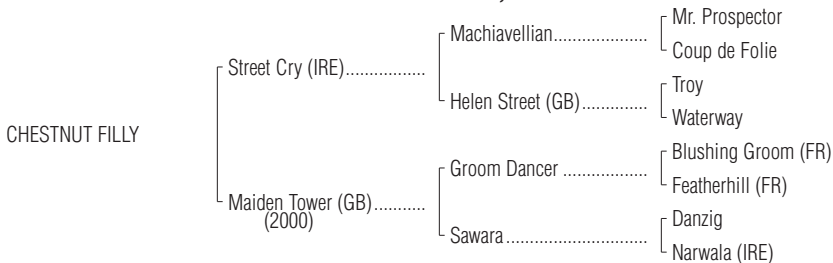 Mr. Prospector
Machiavellian....................
Coup de Folie
Street Cry (IRE).................
Troy
Helen Street (GB)..............
Waterway
CHESTNUT FILLY
Blushing Groom (FR)
Groom Dancer ..................
Featherhill (FR)
Maiden Tower (GB)...........
(2000)
Danzig
Sawara..............................
Narwala (IRE)